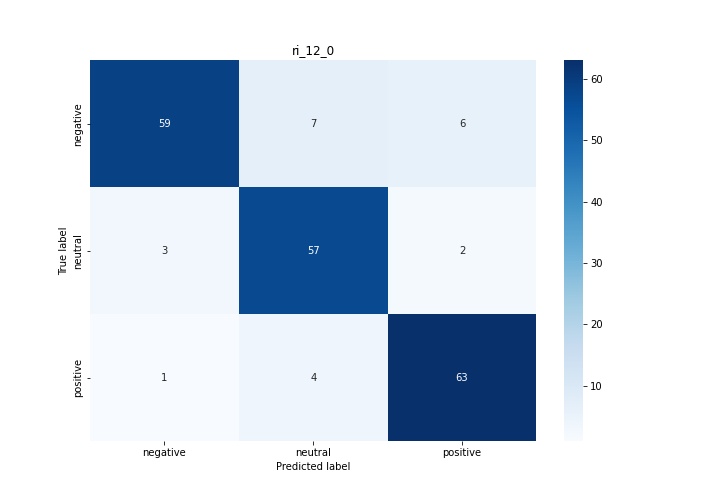 ri_12_0
negative 59 7 6 60
50
True label neutral 3 57 2 40
30
20
positive 1 4 63 10
negative neutral positive
Predicted label